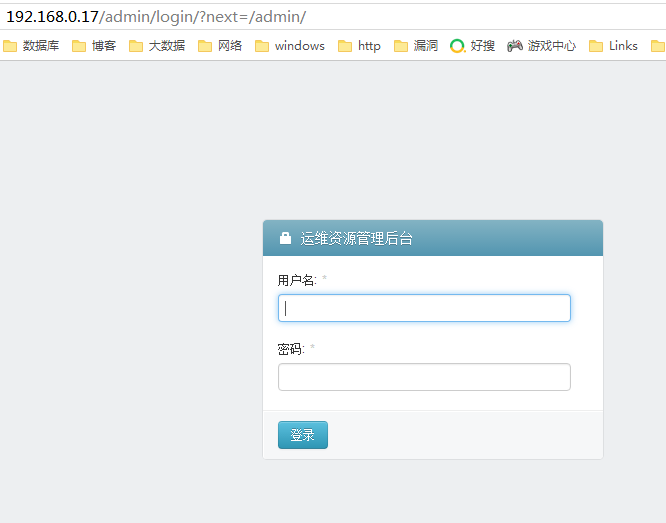 192.168.0.17/admin/login/?next=/admin/
数据库 博客 大数据 网络 windows http 漏洞 好搜 游戏中心 Links
运维资源管理后台
用户名: *
密码: *
登录